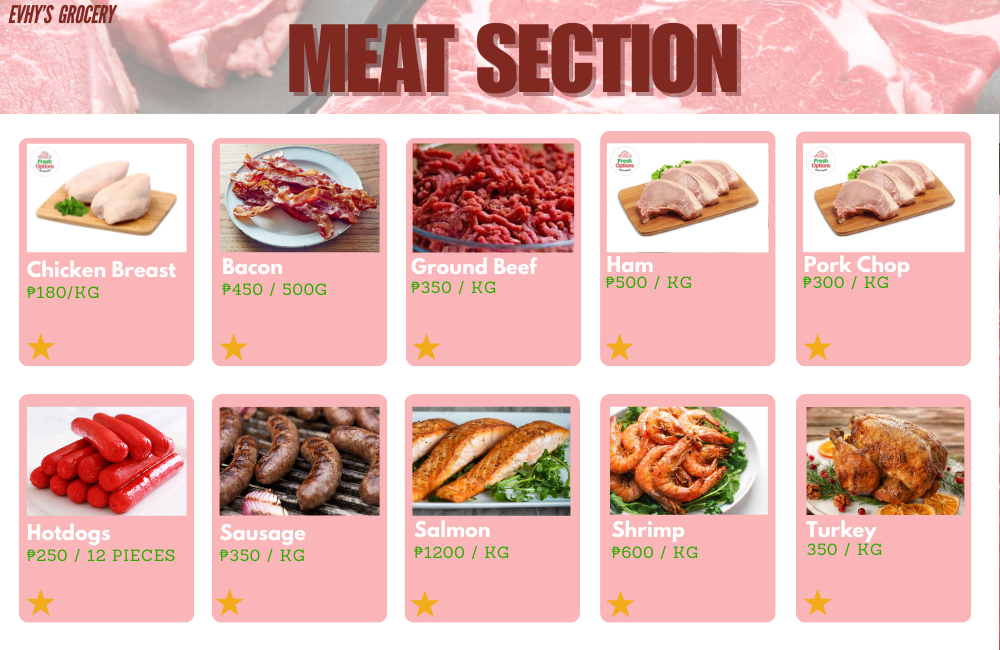 EVHY'S GROCERY
MEAT SECTION
Fresh
Options
Chicken Breast
₱180/KG
Bacon
₱450 / 500G
Ground Beef
₱350 / KG
Fresh
Options
Ham
₱500 / KG
Fresh
Options
Pork Chop
₱300 / KG
Hotdogs
₱250 / 12 PIECES
Sausage
₱350 / KG
Salmon
₱1200 / KG
Shrimp
₱600 / KG
Turkey
350 / KG